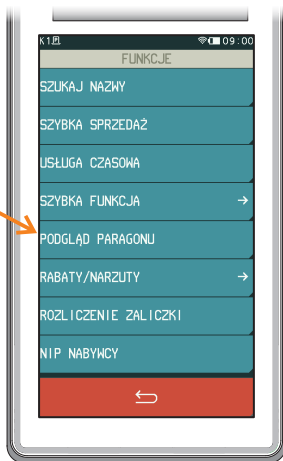 K1 09:00
FUNKCJE
SZUKAJ NAZWY
SZYBKA SPRZEDAŻ
USŁUGA CZASOWA
SZYBKA FUNKCJA
PODGLĄD PARAGONU
RABATY/NARZUTY
ROZLICZENIE ZALICZKI
NIP NABYWCY